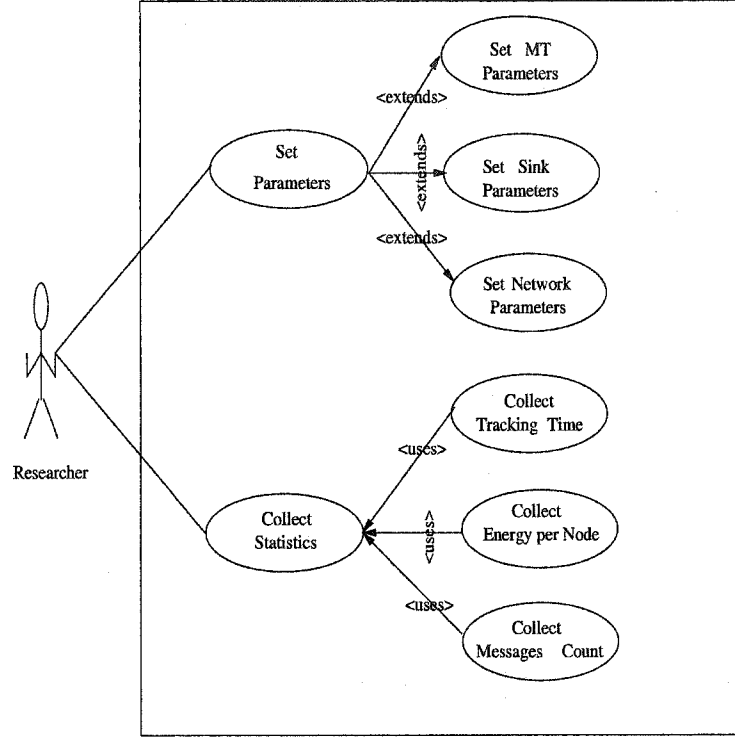 Set MT
Parameters
<extends>
Set
Parameters
<extends>
Set Sink
Parameters
<extends>
Set Network
Parameters
Researcher
Collect
Tracking Time
<uses>
Collect
Statistics
<uses>
Collect
Energy per Node
<uses>
Collect
Messages Count